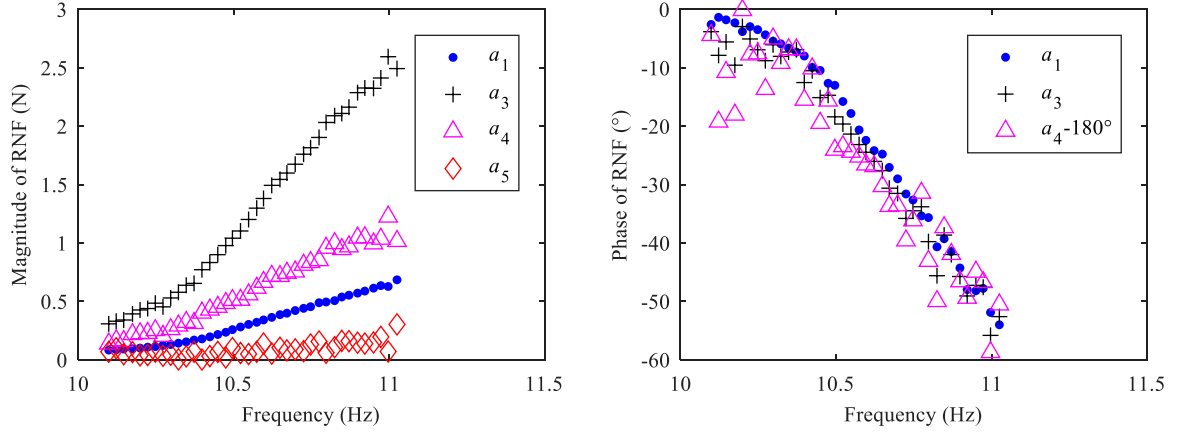 3
2.5
2
1.5
1
0.5
0
Magnitude of RNF (N)
10
10.5
11
11.5
Frequency (Hz)
a1
a3
a4
a5
0
-10
-20
-30
-40
-50
-60
Phase of RNF (°)
10
10.5
11
11.5
Frequency (Hz)
a1
a3
a4-180°